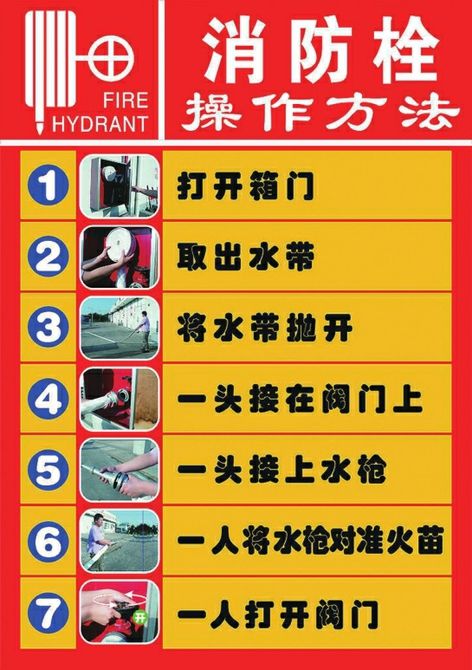 FIRE
HYDRANT
消防栓
操作方法
1 打开箱门
2 取出水带
3 将水带抛开
4 一头接在阀门上
5 一头接上水枪
6 一人将水枪对准火苗
7 一人打开阀门
开